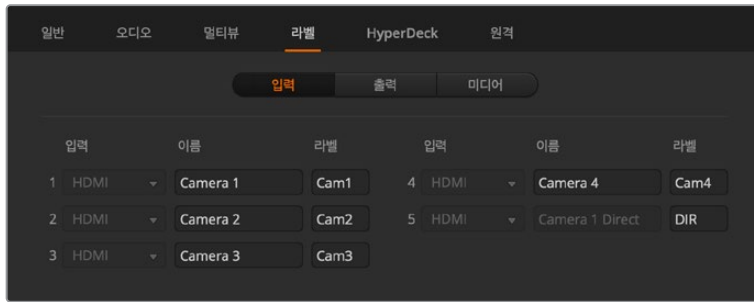 일반 오디오 멀티뷰 라벨 HyperDeck 원격
입력 출력 미디어
입력 이름 라벨 입력 이름 라벨
1 HDMI Camera 1 Cam1 4 HDMI Camera 4 Cam4
2 HDMI Camera 2 Cam2 5 HDMI Camera 1 Direct DIR
3 HDMI Camera 3 Cam3